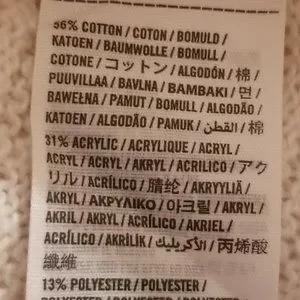 56% COTTON / COTON / BOMULD /
KATOEN / BAUMWOLLE / BOMULL /
COTONE / コットン / ALGODÓN / 棉 /
PUUVILLAA / BAVLNA / BAMBAKI / 면 /
BAWEŁNA / PAMUT / BOMULL / ALGODÃO /
KATOEN / ALGODÃO / PAMUK / القطن / 棉
31% ACRYLIC / ACRYLIQUE / ACRYL /
ACRYL / ACRYL / AKRYL / ACRILICO / アク
リル / ACRÍLICO / 腈纶 / AKRYYLIÄ /
AKRYL / ΑΚΡΥΛΙΚΟ / 아크릴 / AKRYL /
AKRIL / AKRYL / ACRÍLICO / AKRIEL /
ACRÍLICO / AKRİLİK / الأكريليك / 丙烯酸
纖維
13% POLYESTER / POLYESTER /